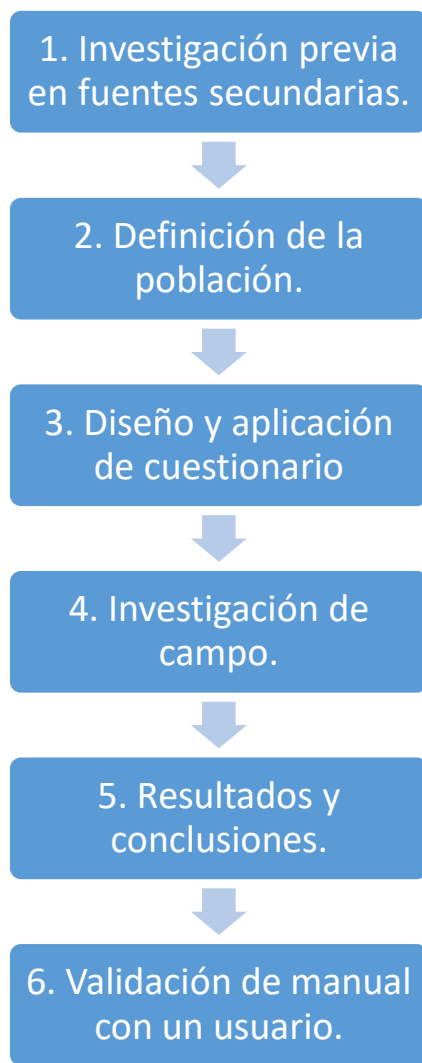 1. Investigación previa
en fuentes secundarias.
2. Definición de la
población.
3. Diseño y aplicación
de cuestionario
4. Investigación de
campo.
5. Resultados y
conclusiones.
6. Validación de manual
con un usuario.